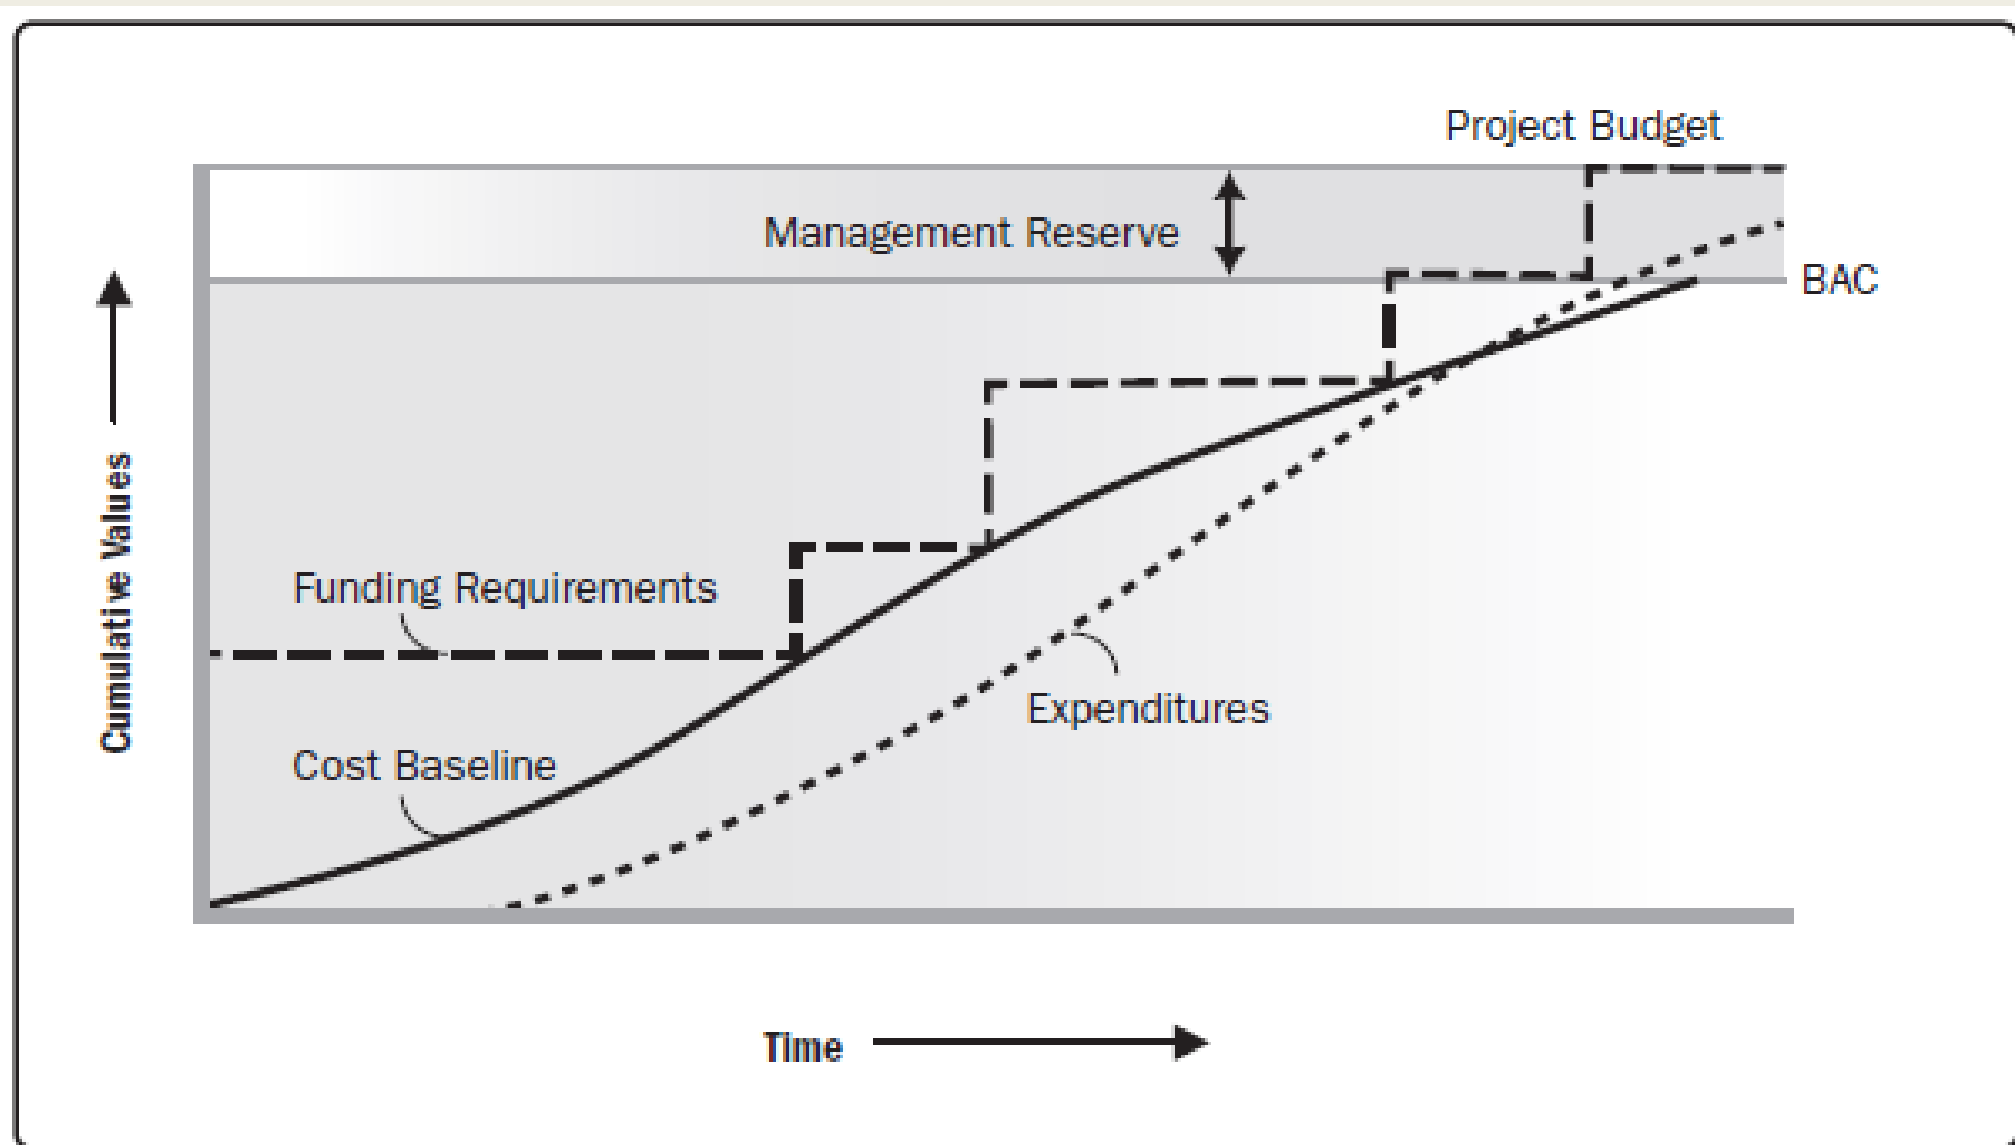 Project Budget
Management Reserve
BAC
Funding Requirements
Expenditures
Cost Baseline
Cumulative Values
Time